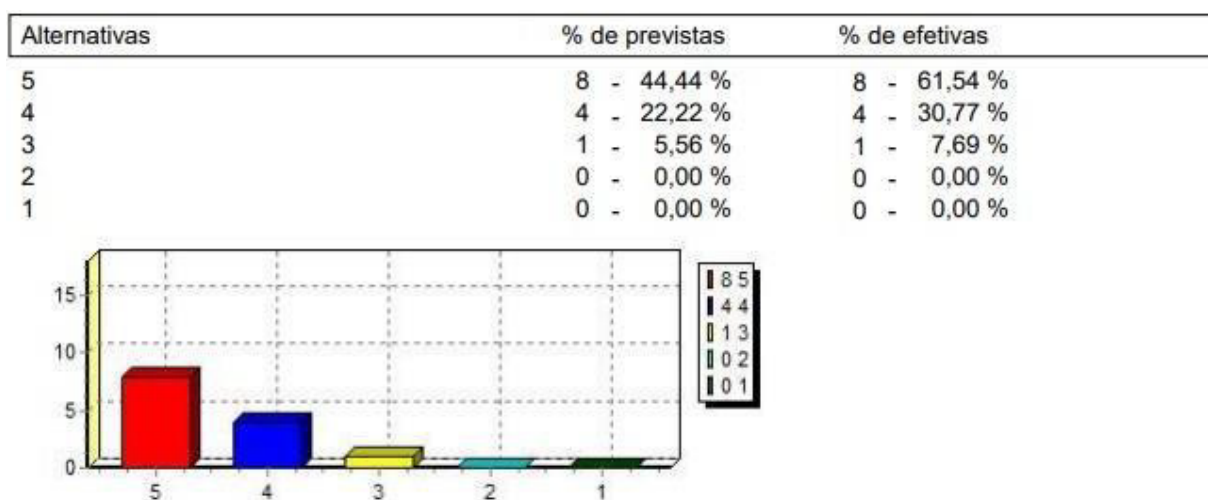 Alternativas % de previstas % de efetivas
5 8 - 44,44 % 8 - 61,54 %
4 4 - 22,22 % 4 - 30,77 %
3 1 - 5,56 % 1 - 7,69 %
2 0 - 0,00 % 0 - 0,00 %
1 0 - 0,00 % 0 - 0,00 %
15
10
5
0
5 4 3 2 1
8 5
4 4
1 3
0 2
0 1